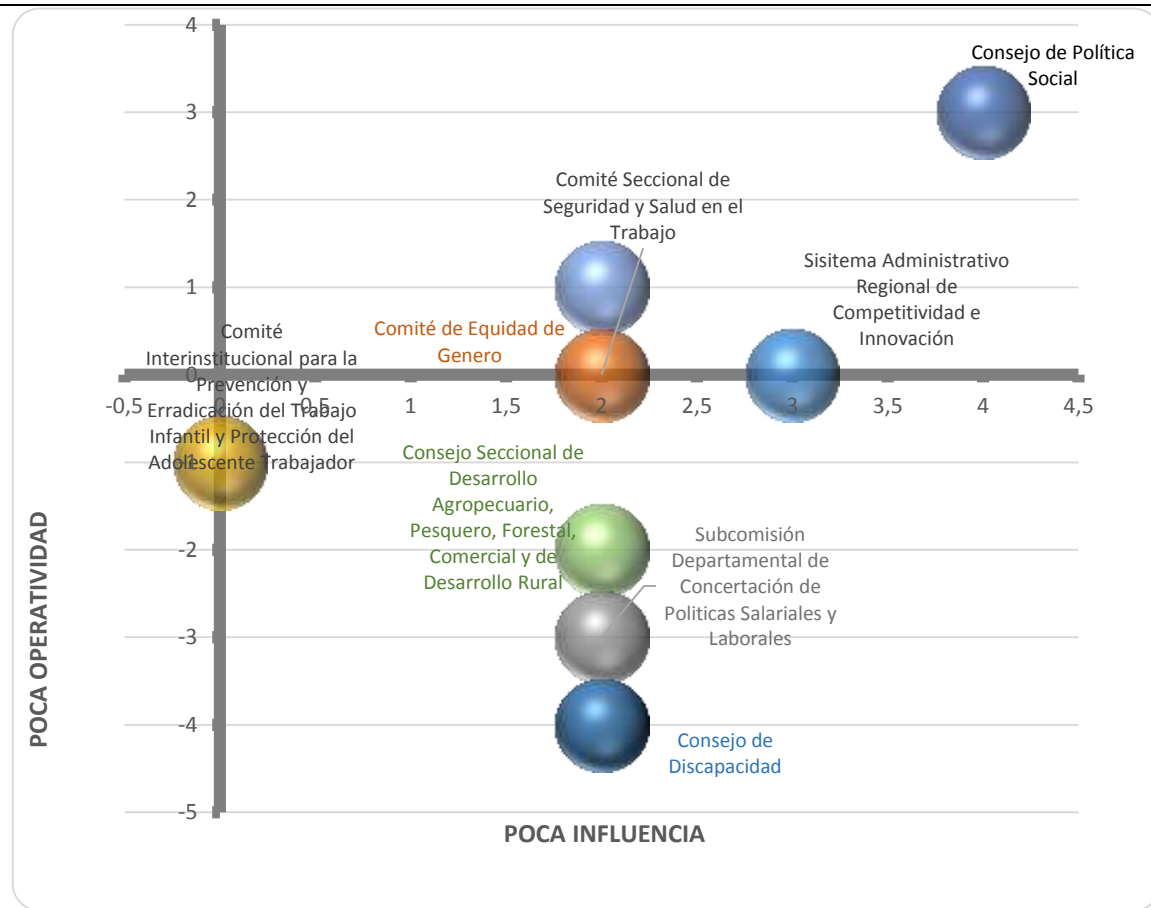 4
3
2
1
0
-1
-2
-3
-4
-5
-0,5
0
0,5
1
1,5
2
2,5
3
3,5
4
4,5
Consejo de Política
Social
Comité Seccional de
Seguridad y Salud en el
Trabajo
Sisitema Administrativo
Regional de
Competitividad e
Innovación
Comité de Equidad de
Genero
Comité
Interinstitucional para la
Prevención y
Erradicación del Trabajo
Infantil y Protección del
Adolescente Trabajador
Consejo Seccional de
Desarrollo
Agropecuario,
Pesquero, Forestal,
Comercial y de
Desarrollo Rural
Subcomisión
Departamental de
Concertación de
Politicas Salariales y
Laborales
Consejo de
Discapacidad
POCA OPERATIVIDAD
POCA INFLUENCIA